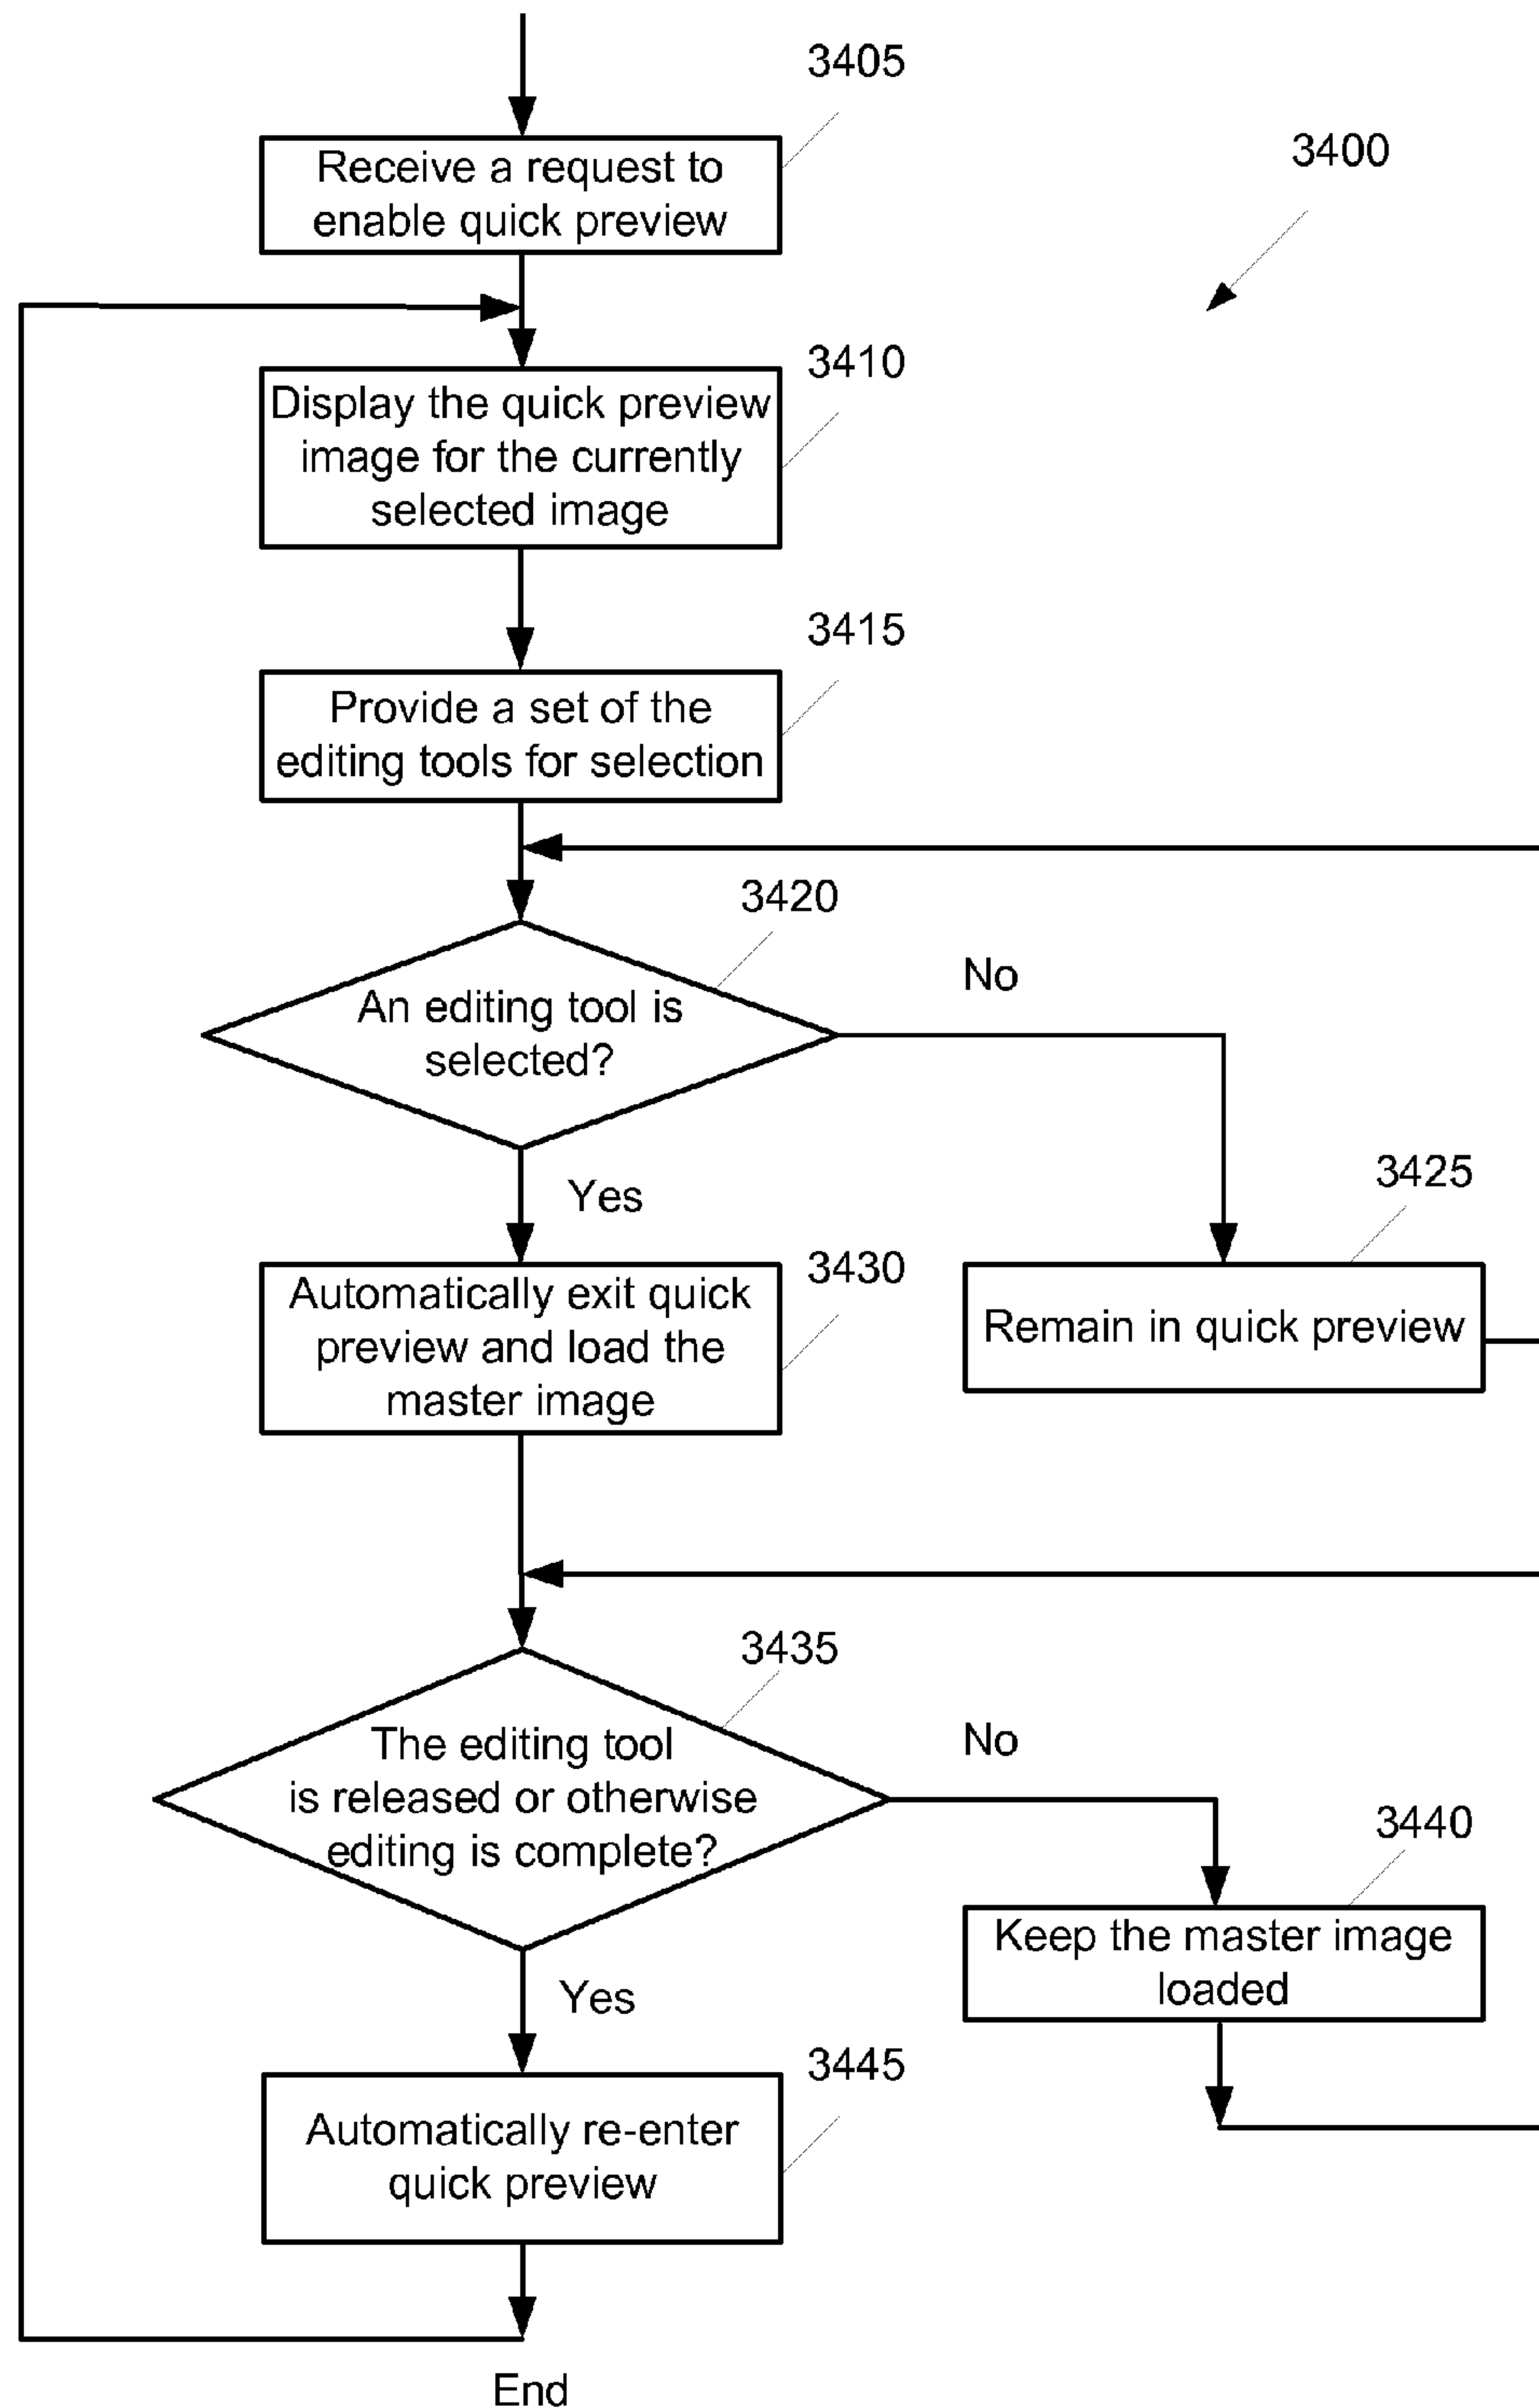 3405
Receive a request to
enable quick preview
3400
3410
Display the quick preview
image for the currently
selected image
3415
Provide a set of the
editing tools for selection
3420
An editing tool is
selected?
No
Yes
3425
Remain in quick preview
3430
Automatically exit quick
preview and load the
master image
3435
The editing tool
is released or otherwise
editing is complete?
No
Yes
3440
Keep the master image
loaded
3445
Automatically re-enter
quick preview
End